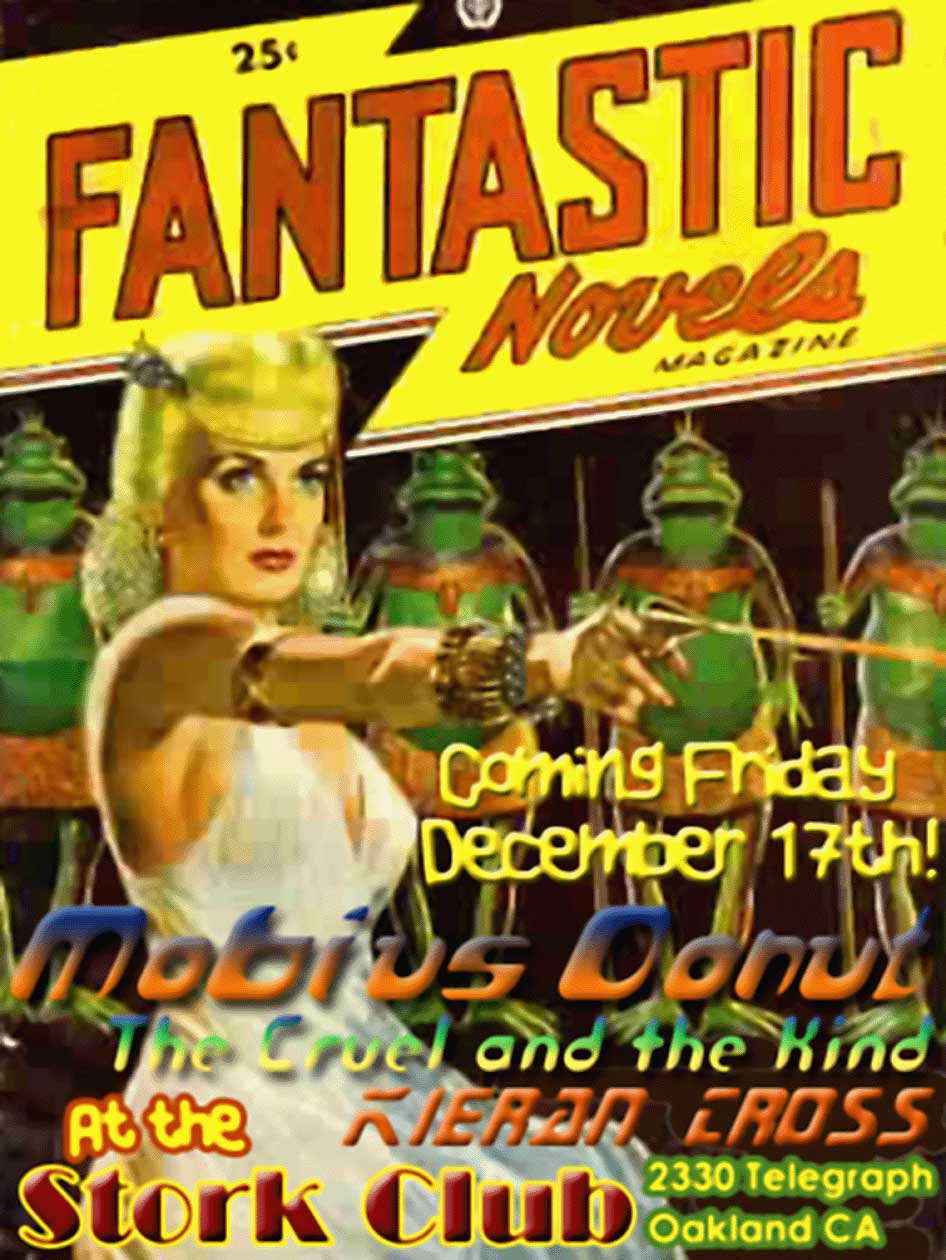 25¢
FANTASTIC
Novels
MAGAZINE
Coming Friday
December 17th!
Mobius Donut
The Cruel and the Kind
KIERAN CROSS
At the
Stork Club
2330 Telegraph
Oakland CA